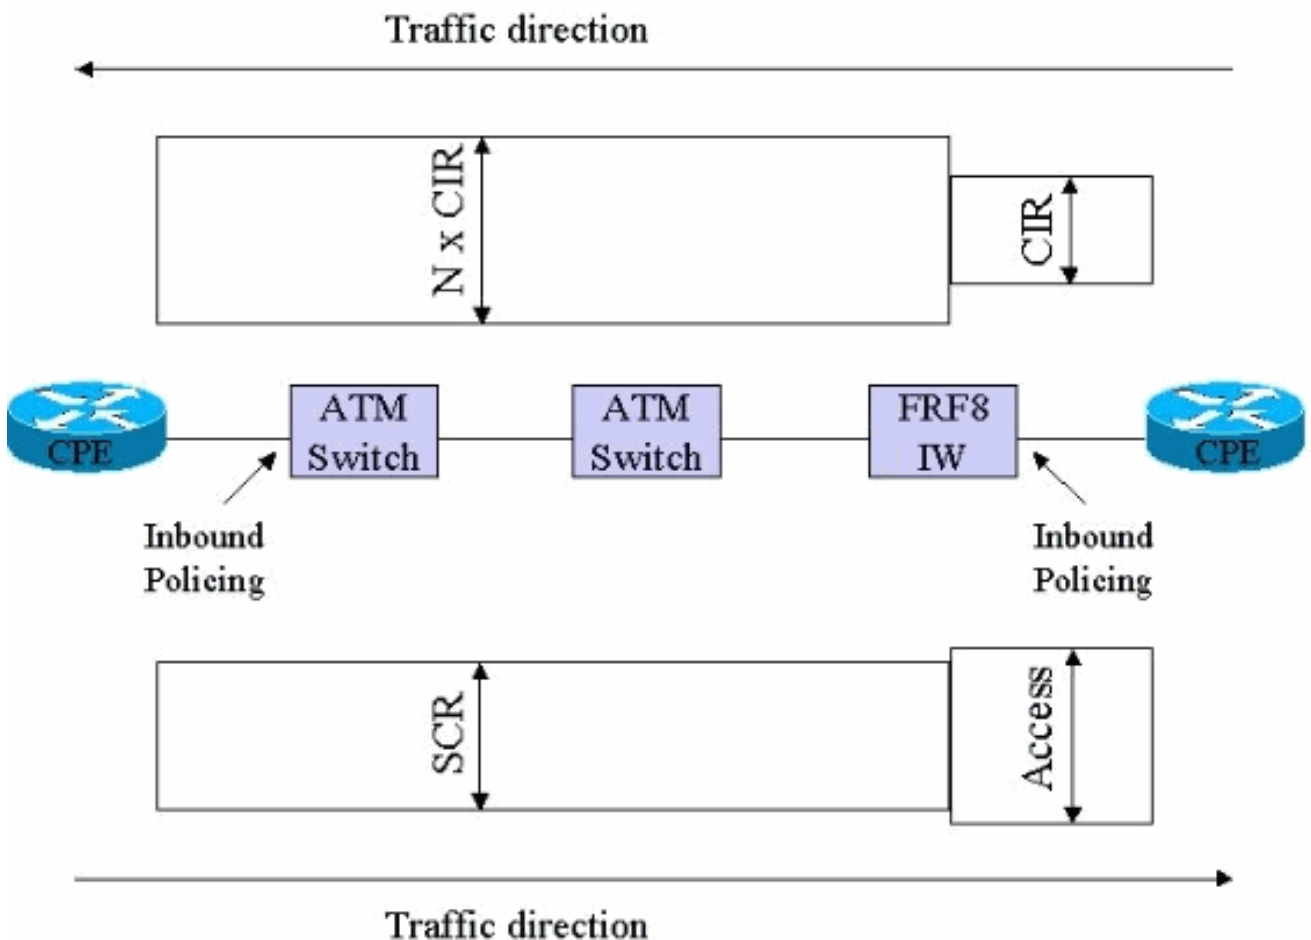 Traffic direction
N x CIR
CIR
CPE
ATM
Switch
ATM
Switch
FRF8
IW
CPE
Inbound
Policing
Inbound
Policing
SCR
Access
Traffic direction